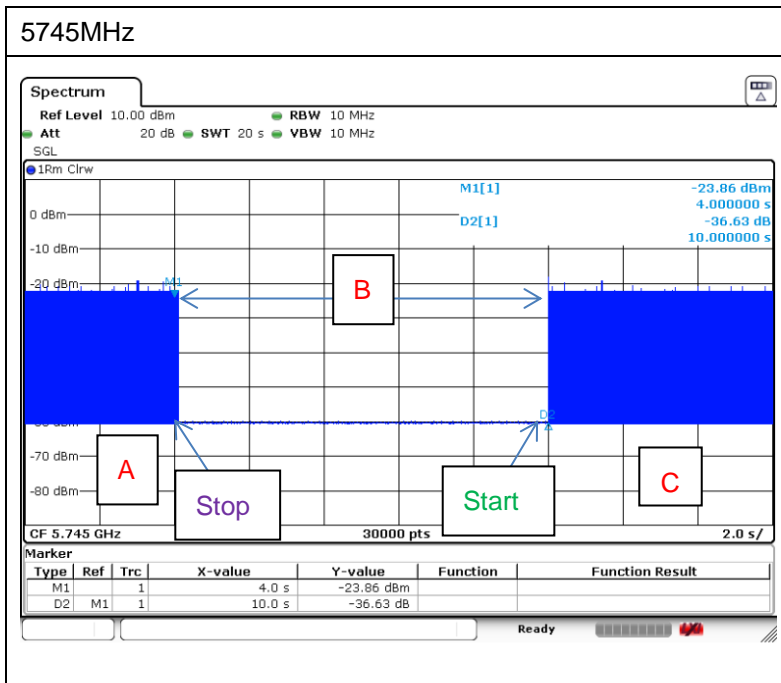 5745MHz
Spectrum
Ref Level 10.00 dBm RBW 10 MHz
Att 20 dB SWT 20 s VBW 10 MHz
SGL
1Rm Clrw
M1[1] -23.86 dBm
4.000000 s
D2[1] -36.63 dB
10.000000 s
0 dBm
-10 dBm
-20 dBm
M1
B
D2
-70 dBm
A
C
-80 dBm
Stop
Start
CF 5.745 GHz 30000 pts 2.0 s/
Marker
Type Ref Trc X-value Y-value Function Function Result
M1 1 4.0 s -23.86 dBm
D2 M1 1 10.0 s -36.63 dB
Ready